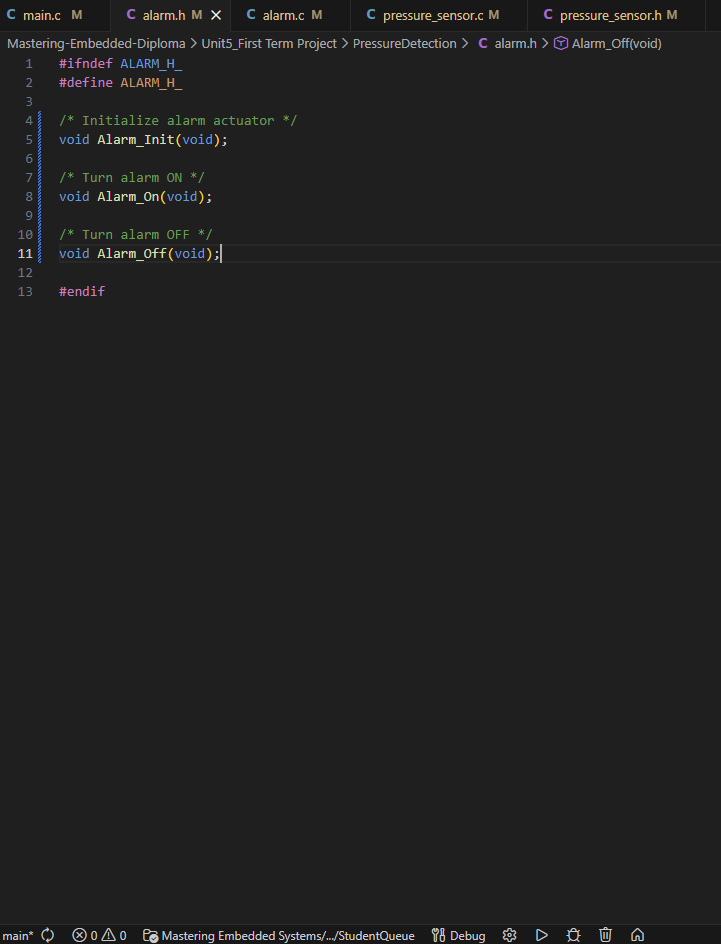 C main.c M C alarm.h M C alarm.c M C pressure_sensor.c M C pressure_sensor.h M
Mastering-Embedded-Diploma > Unit5_First Term Project > PressureDetection > C alarm.h > Alarm_Off(void)
1 #ifndef ALARM_H_
2 #define ALARM_H_
3
4 /* Initialize alarm actuator */
5 void Alarm_Init(void);
6
7 /* Turn alarm ON */
8 void Alarm_On(void);
9
10 /* Turn alarm OFF */
11 void Alarm_Off(void);
12
13 #endif
main* 0 0 Mastering Embedded Systems/.../StudentQueue Debug